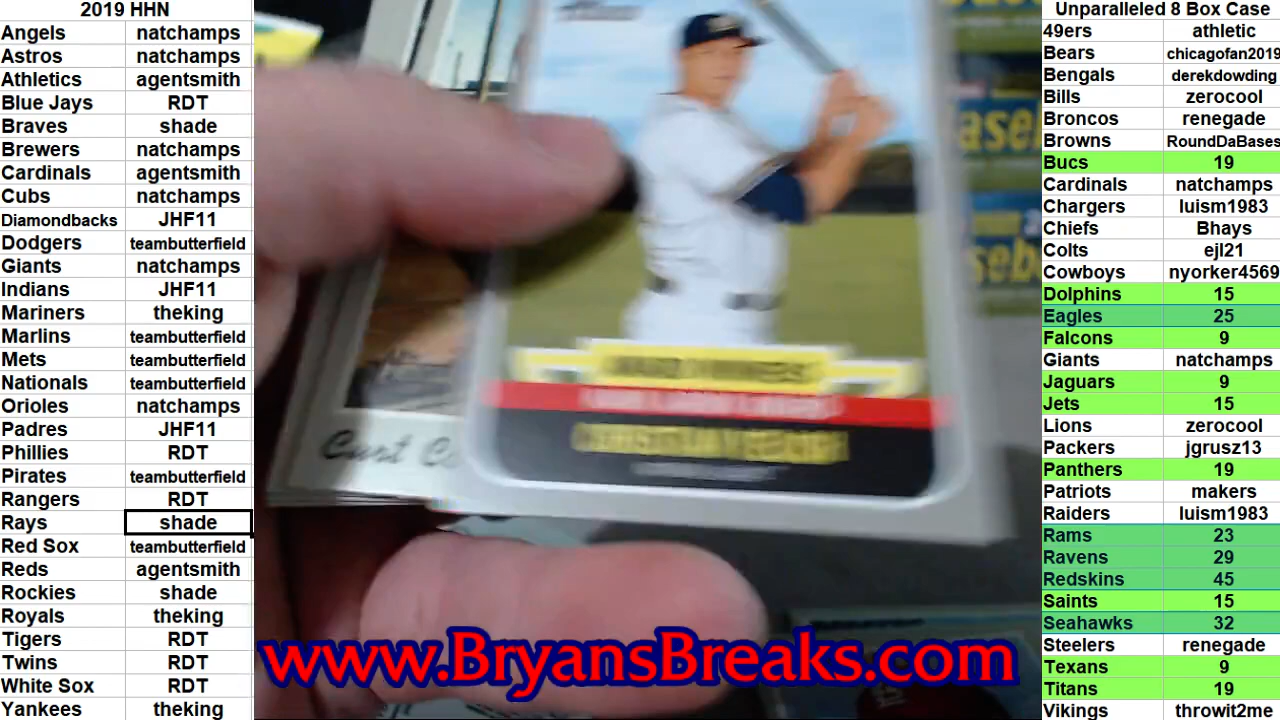 2019 HHN
Angels natchamps
Astros natchamps
Athletics agentsmith
Blue Jays RDT
Braves shade
Brewers natchamps
Cardinals agentsmith
Cubs natchamps
Diamondbacks JHF11
Dodgers teambutterfield
Giants natchamps
Indians JHF11
Mariners theking
Marlins teambutterfield
Mets teambutterfield
Nationals teambutterfield
Orioles natchamps
Padres JHF11
Phillies RDT
Pirates teambutterfield
Rangers RDT
Rays shade
Red Sox teambutterfield
Reds agentsmith
Rockies shade
Royals theking
Tigers RDT
Twins RDT
White Sox RDT
Yankees theking
Curt
www.BryansBreaks.com
Unparalleled 8 Box Case
49ers athletic
Bears chicagofan2019
Bengals derekdowding
Bills zerocool
Broncos renegade
Browns RoundDaBases
Bucs 19
Cardinals natchamps
Chargers luism1983
Chiefs Bhays
Colts ejl21
Cowboys nyorker4569
Dolphins 15
Eagles 25
Falcons 9
Giants natchamps
Jaguars 9
Jets 15
Lions zerocool
Packers jgrusz13
Panthers 19
Patriots makers
Raiders luism1983
Rams 23
Ravens 29
Redskins 45
Saints 15
Seahawks 32
Steelers renegade
Texans 9
Titans 19
Vikings throwit2me